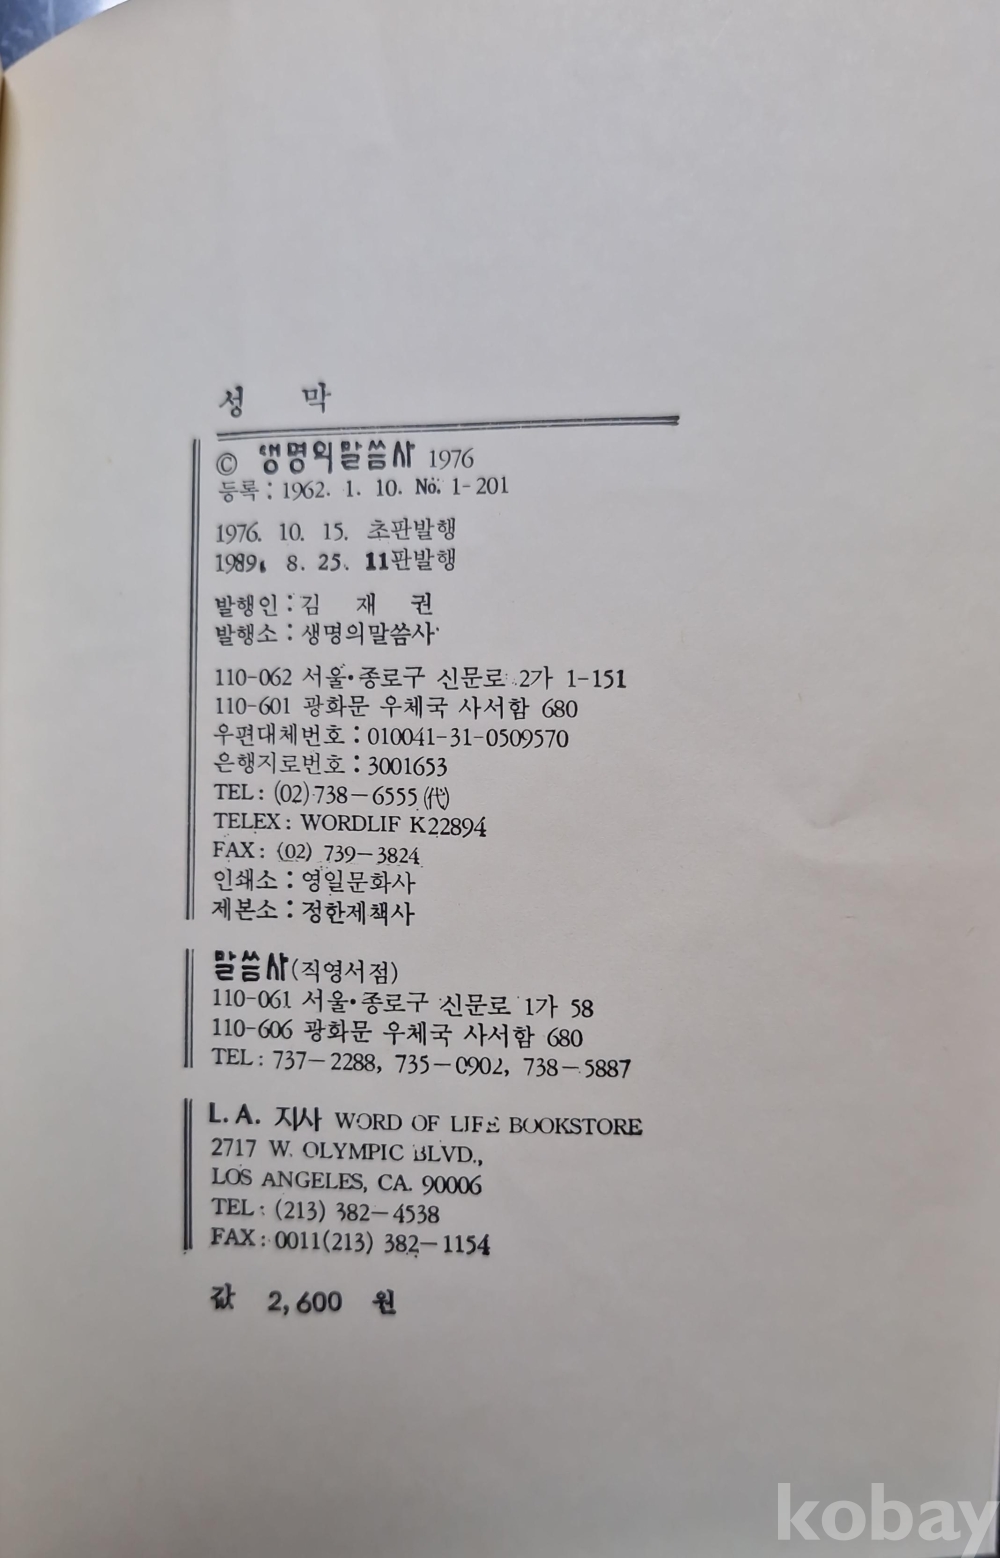 성 막
© 생명의말씀사 1976
등록 : 1962. 1. 10. No. 1-201
1976. 10. 15. 초판발행
1989. 8. 25. 11판발행
발행인 : 김 재 권
발행소 : 생명의말씀사
110-062 서울·종로구 신문로 2가 1-151
110-601 광화문 우체국 사서함 680
우편대체번호 : 010041-31-0509570
은행지로번호 : 3001653
TEL : (02) 738-6555 (代)
TELEX : WORDLIF K22894
FAX : (02) 739-3824
인쇄소 : 영일문화사
제본소 : 정한제책사
말씀사 (직영서점)
110-061 서울·종로구 신문로 1가 58
110-606 광화문 우체국 사서함 680
TEL : 737-2288, 735-0902, 738-5887
L.A. 지사 WORD OF LIFE BOOKSTORE
2717 W. OLYMPIC BLVD.,
LOS ANGELES, CA. 90006
TEL : (213) 382-4538
FAX : 0011(213) 382-1154
값 2,600 원
kobay